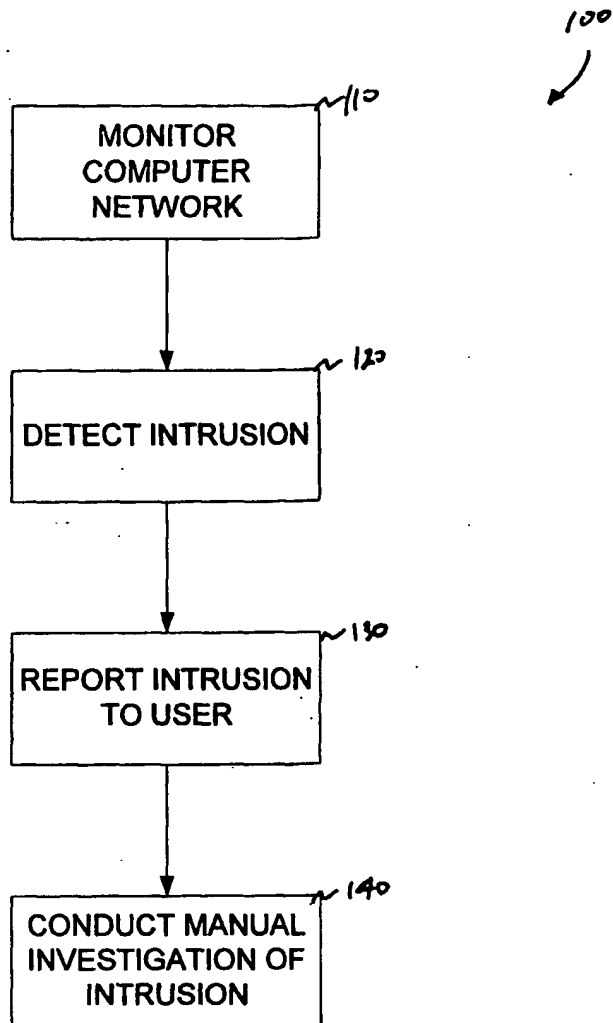 100
110
MONITOR
COMPUTER
NETWORK
120
DETECT INTRUSION
130
REPORT INTRUSION
TO USER
140
CONDUCT MANUAL
INVESTIGATION OF
INTRUSION